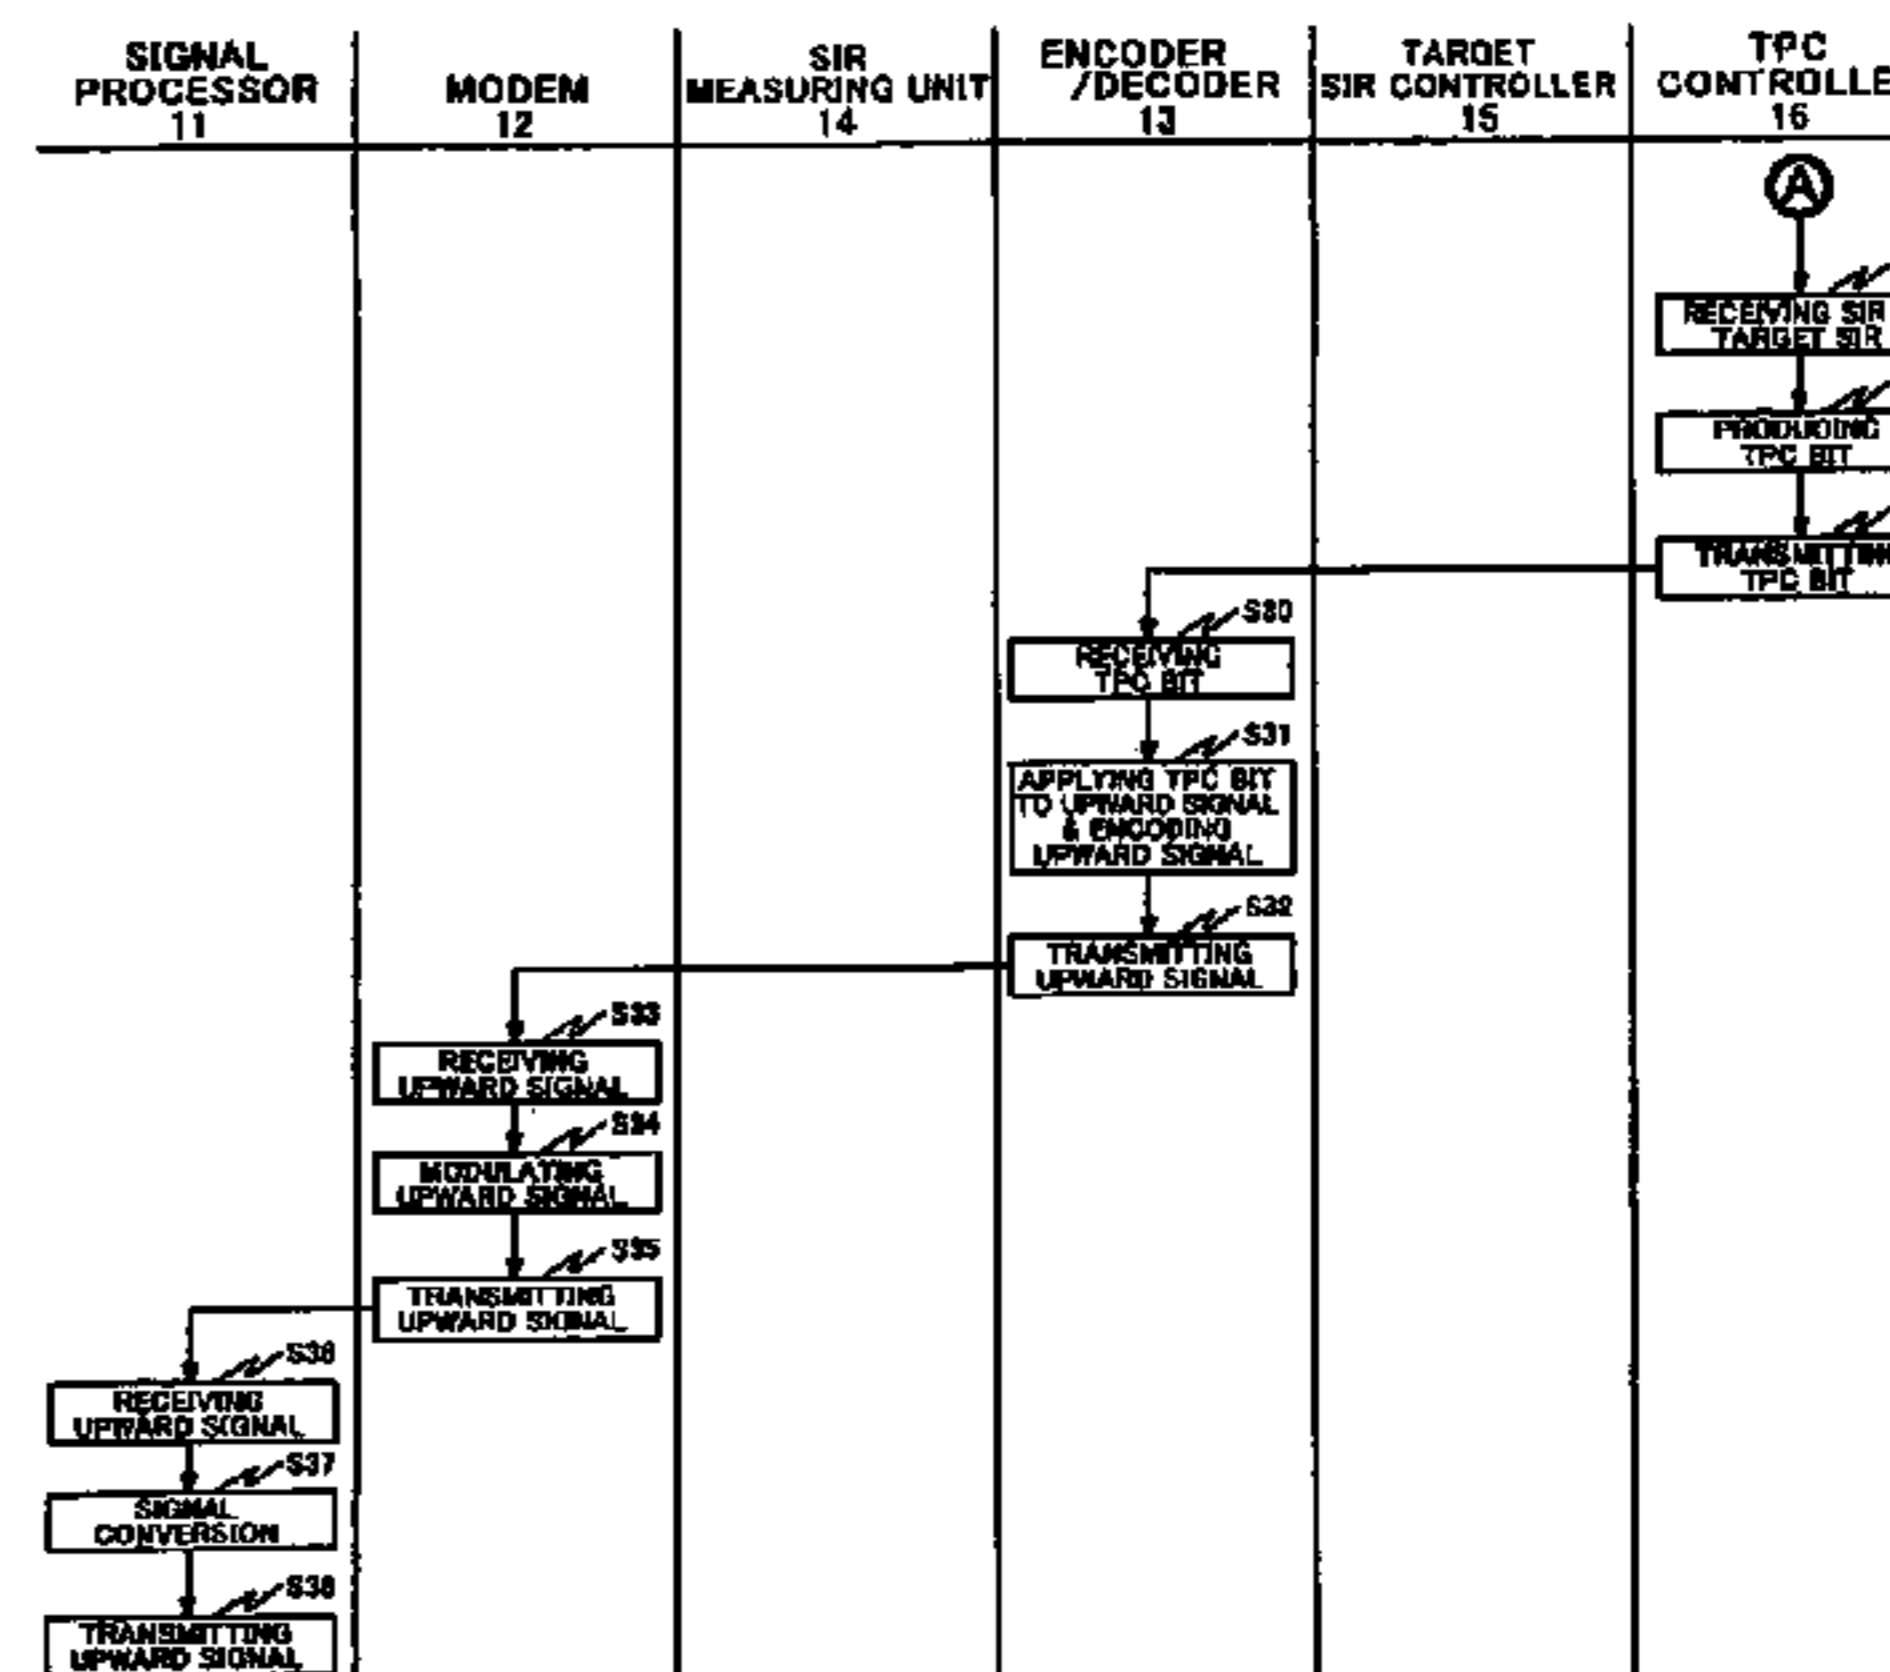 SIGNAL
PROCESSOR
11
MODEM
12
SIR
MEASURING UNIT
14
ENCODER
/DECODER
13
TARGET
SIR CONTROLLER
15
TPC
CONTROLLE
16
A
RECEIVING SIR
TARGET SIR
PRODUCING
TPC BIT
TRANSMITTING
TPC BIT
S30
RECEIVING
TPC BIT
S31
APPLYING TPC BIT
TO UPWARD SIGNAL
& ENCODING
UPWARD SIGNAL
S32
TRANSMITTING
UPWARD SIGNAL
S33
RECEIVING
UPWARD SIGNAL
S34
MODULATING
UPWARD SIGNAL
S35
TRANSMITTING
UPWARD SIGNAL
S36
RECEIVING
UPWARD SIGNAL
S37
SIGNAL
CONVERSION
S38
TRANSMITTING
UPWARD SIGNAL